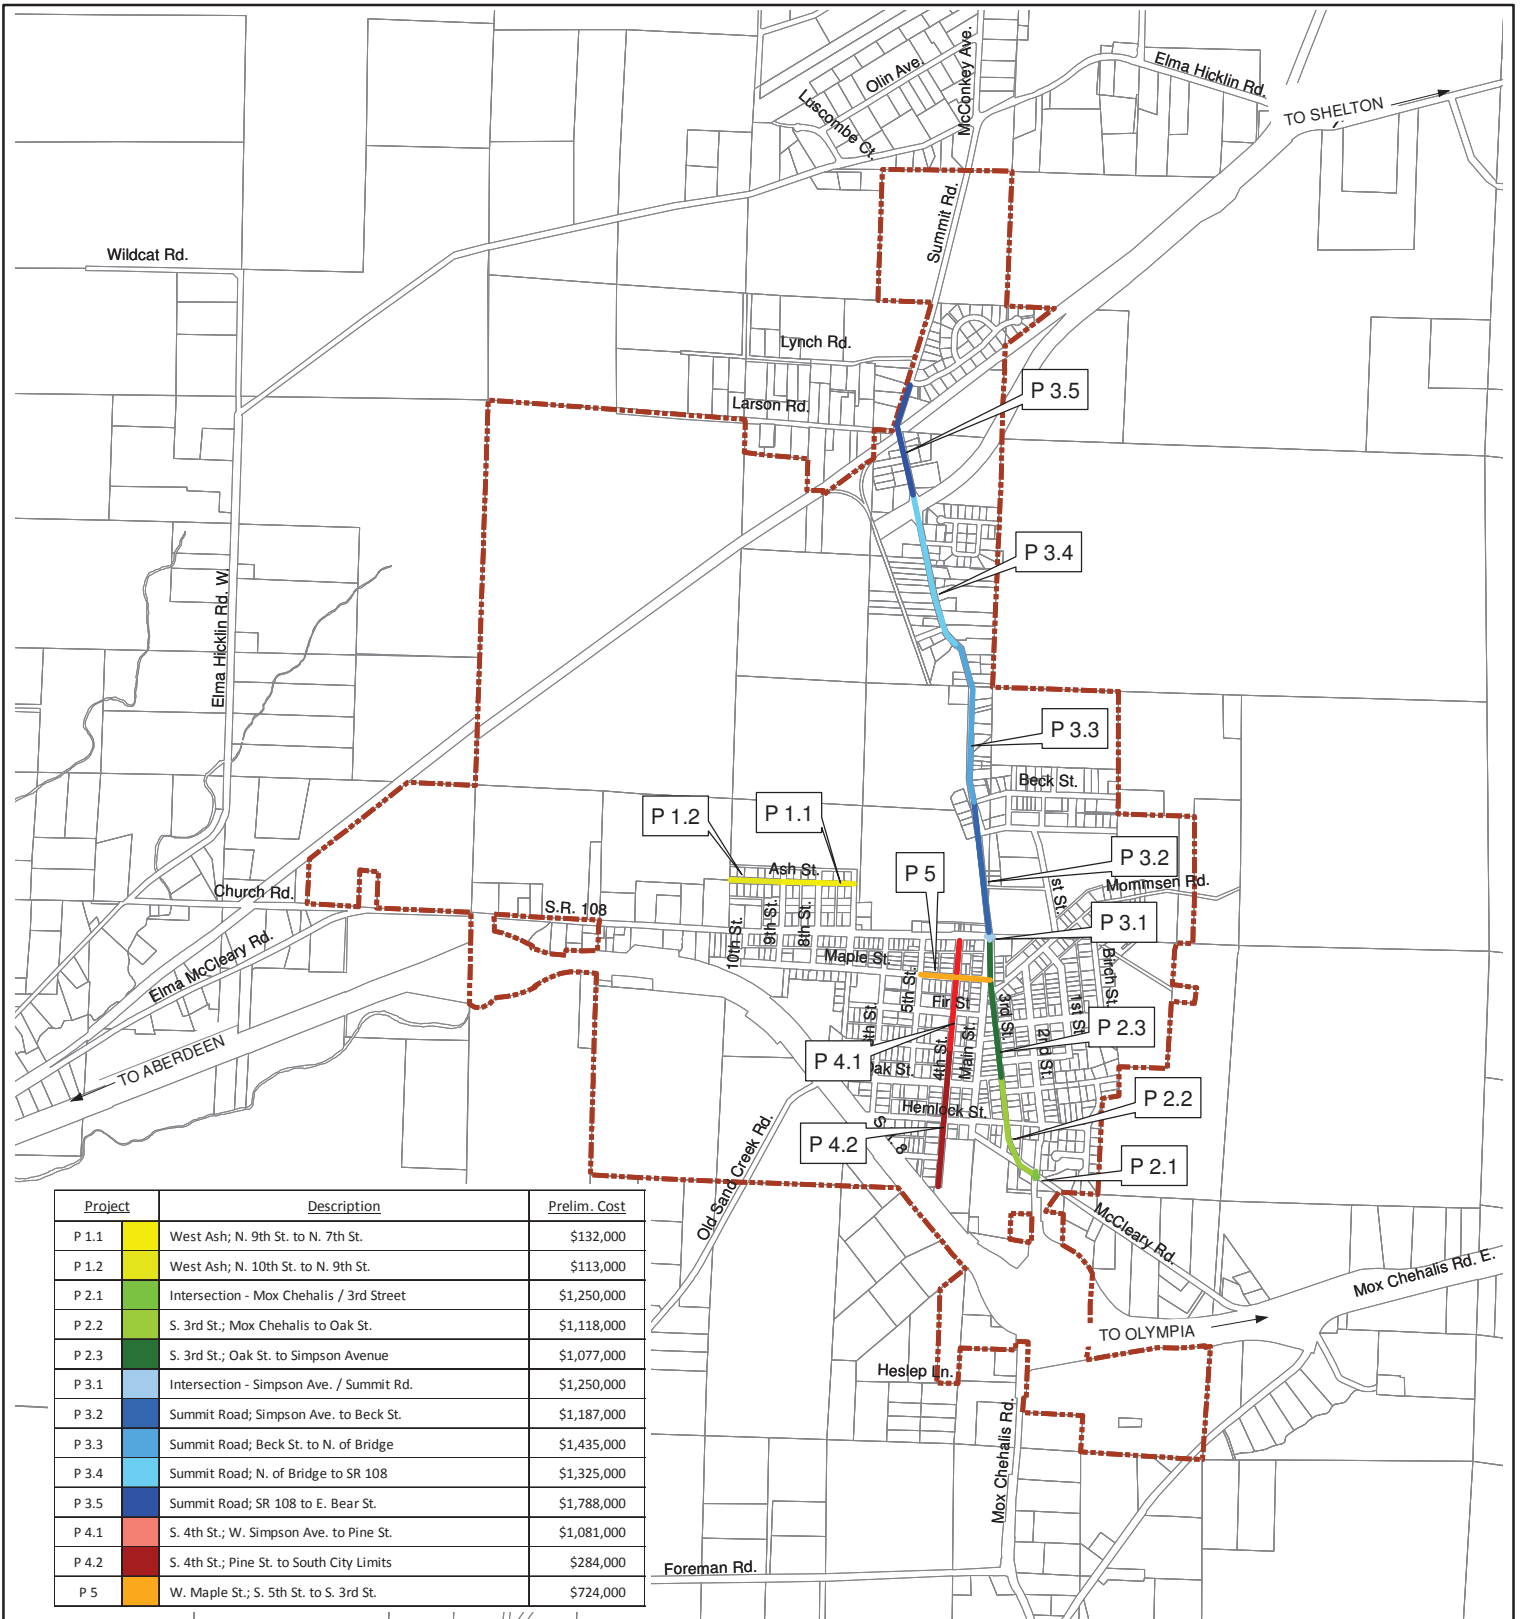 Olin Ave.
McConkey Ave.
Elma Hicklin Rd.
Luscombe Ct.
TO SHELTON
Summit Rd.
Wildcat Rd.
Lynch Rd.
P 3.5
Larson Rd.
P 3.4
Elma Hicklin Rd. W.
P 3.3
Beck St.
P 1.2
P 1.1
P 3.2
Ash St.
P 5
Mommsen Rd.
st St.
Church Rd.
S.R. 108
P 3.1
10th St.
9th St.
8th St.
Maple St.
Elma McCleary Rd.
5th St.
Birch St.
Fir St
3rd St.
1st St.
th St.
P 2.3
4th St.
Main St.
2nd St.
TO ABERDEEN
P 4.1
Oak St.
P 2.2
Hemlock St.
P 4.2
P 2.1
Old Sand Creek Rd.
McCleary Rd.
Mox Chehalis Rd. E.
TO OLYMPIA
Heslep Ln.
Mox Chehalis Rd.
Foreman Rd.
Project Description Prelim. Cost
P 1.1 West Ash; N. 9th St. to N. 7th St. $132,000
P 1.2 West Ash; N. 10th St. to N. 9th St. $113,000
P 2.1 Intersection - Mox Chehalis / 3rd Street $1,250,000
P 2.2 S. 3rd St.; Mox Chehalis to Oak St. $1,118,000
P 2.3 S. 3rd St.; Oak St. to Simpson Avenue $1,077,000
P 3.1 Intersection - Simpson Ave. / Summit Rd. $1,250,000
P 3.2 Summit Road; Simpson Ave. to Beck St. $1,187,000
P 3.3 Summit Road; Beck St. to N. of Bridge $1,435,000
P 3.4 Summit Road; N. of Bridge to SR 108 $1,325,000
P 3.5 Summit Road; SR 108 to E. Bear St. $1,788,000
P 4.1 S. 4th St.; W. Simpson Ave. to Pine St. $1,081,000
P 4.2 S. 4th St.; Pine St. to South City Limits $284,000
P 5 W. Maple St.; S. 5th St. to S. 3rd St. $724,000